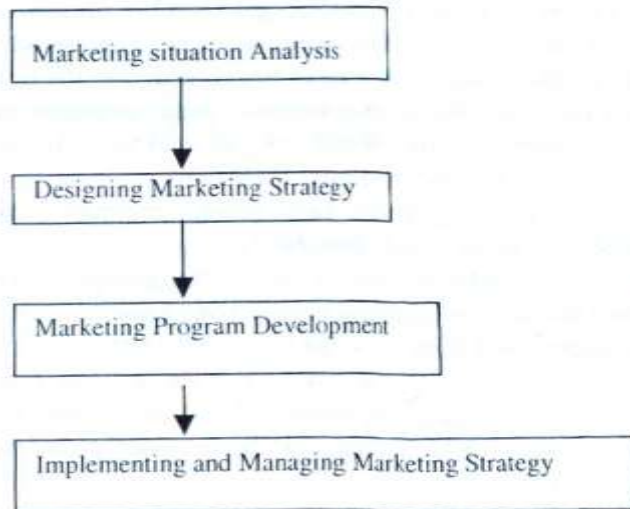 Marketing situation Analysis
Designing Marketing Strategy
Marketing Program Development
Implementing and Managing Marketing Strategy